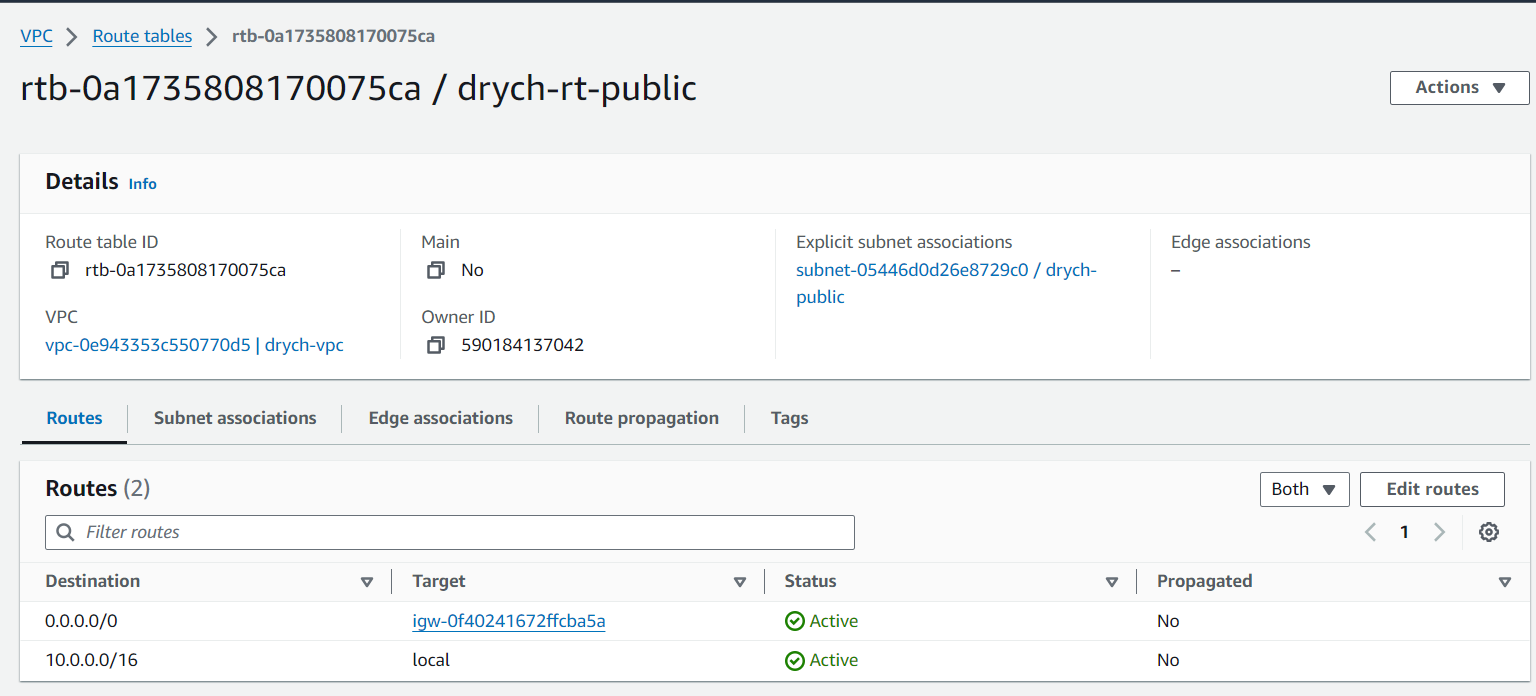 VPC > Route tables > rtb-0a1735808170075ca
rtb-0a1735808170075ca / drych-rt-public
Actions
Details Info
Route table ID
rtb-0a1735808170075ca
Main
No
Explicit subnet associations
subnet-05446d0d26e8729c0 / drych-
public
Edge associations
–
VPC
vpc-0e943353c550770d5 | drych-vpc
Owner ID
590184137042
Routes Subnet associations Edge associations Route propagation Tags
Routes (2)
Both Edit routes
Filter routes
1
Destination Target Status Propagated
0.0.0.0/0 igw-0f40241672ffcba5a Active No
10.0.0.0/16 local Active No